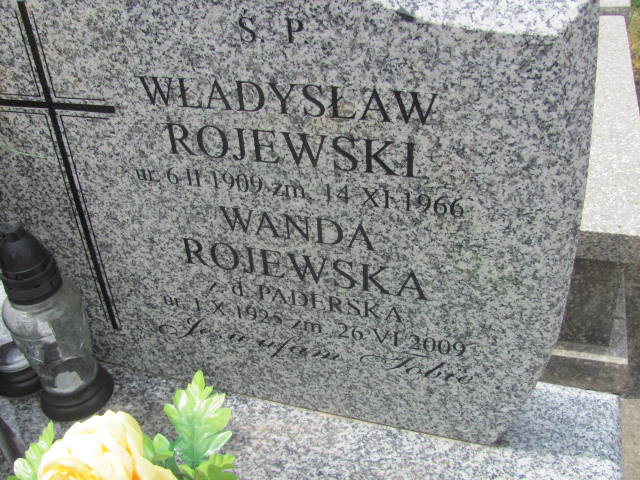 Ś. P.
WŁADYSŁAW
ROJEWSKI
ur. 6 II 1909 zm. 14 XI 1966
WANDA
ROJEWSKA
z d. PADERSKA
ur. 1 X 1925 zm. 26 VI 2009
Jezu ufam Tobie